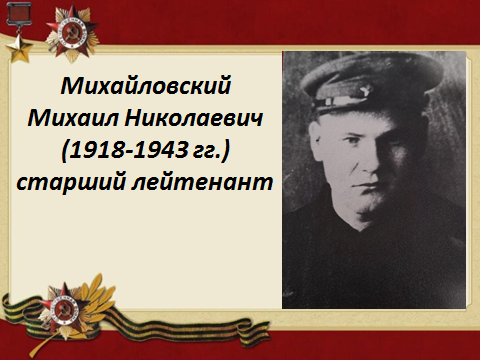 Михайловский
Михаил Николаевич
(1918-1943 гг.)
старший лейтенант